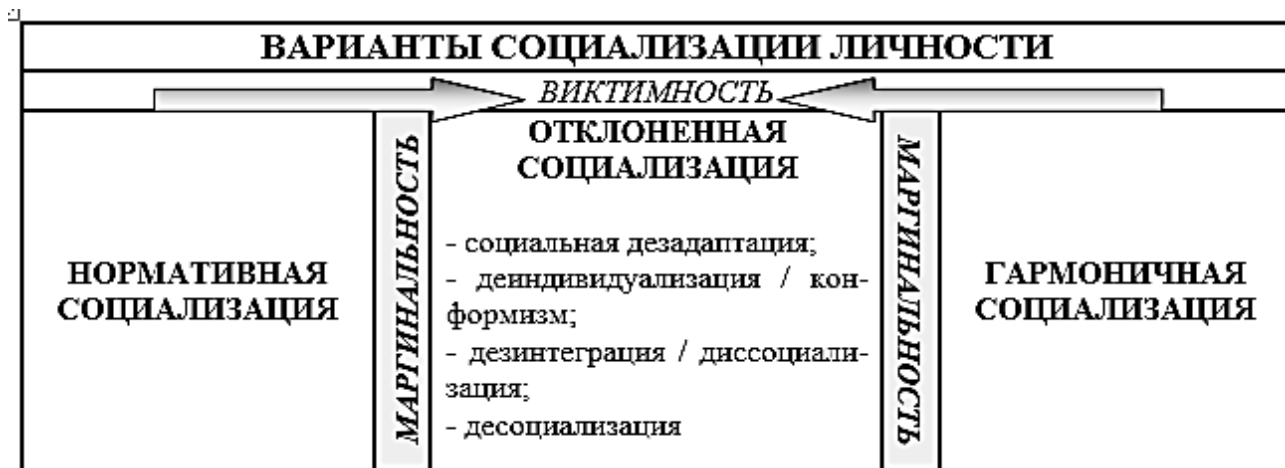 ВАРИАНТЫ СОЦИАЛИЗАЦИИ ЛИЧНОСТИ
ВИКТИМНОСТЬ
НОРМАТИВНАЯ
СОЦИАЛИЗАЦИЯ
МАРГИНАЛЬНОСТЬ
ОТКЛОНЕННАЯ
СОЦИАЛИЗАЦИЯ
- социальная дезадаптация;
- деиндивидуализация / кон-
формизм;
- дезинтеграция / диссоциали-
зация;
- десоциализация
МАРГИНАЛЬНОСТЬ
ГАРМОНИЧНАЯ
СОЦИАЛИЗАЦИЯ